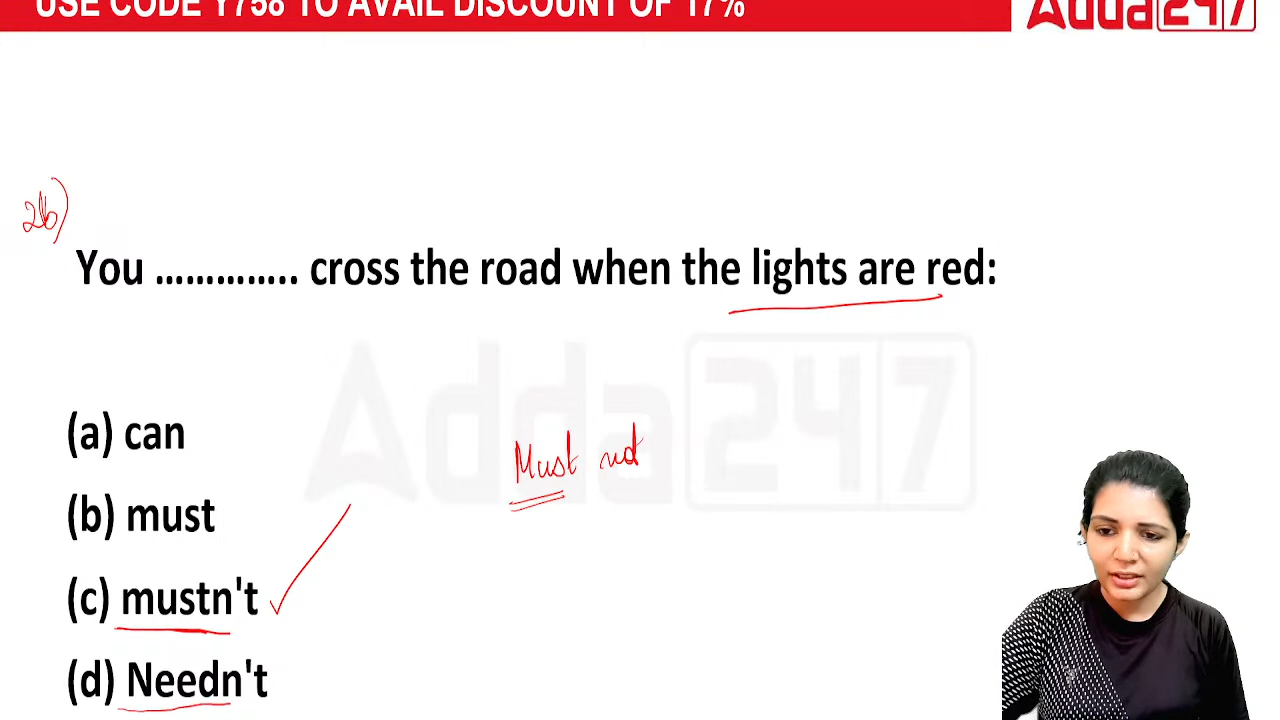 USE CODE Y758 TO AVAIL DISCOUNT OF 17%
Adda247
26)
You ………….. cross the road when the lights are red:
Adda247
(a) can
Must not
(b) must
(c) mustn't
(d) Needn't